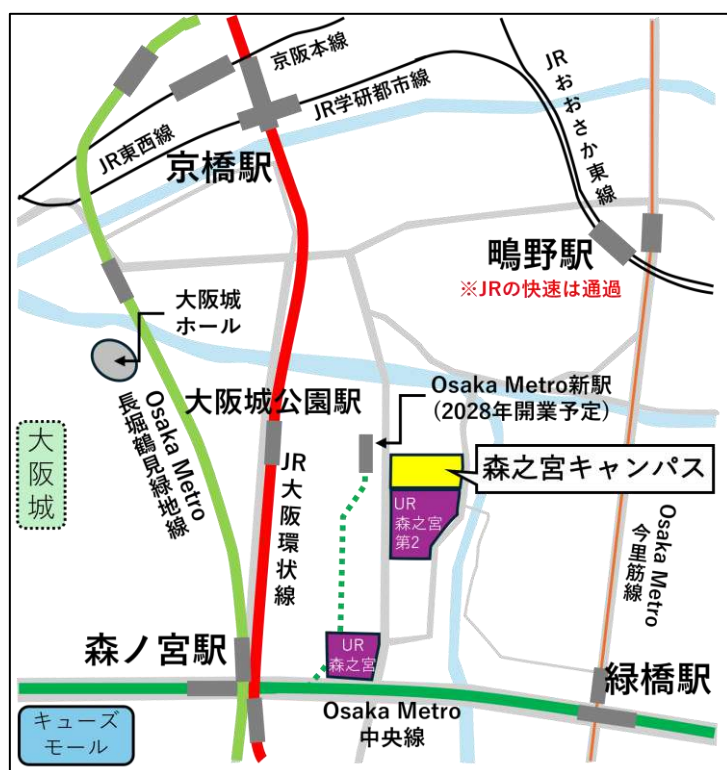 京阪本線
JR学研都市線
JR東西線
京橋駅
JRおおさか東線
鴫野駅
※JRの快速は通過
大阪城
ホール
Osaka Metro
長堀鶴見緑地線
大阪城公園駅
Osaka Metro新駅
(2028年開業予定)
大阪城
JR大阪環状線
森之宮キャンパス
UR
森之宮
第2
Osaka Metro
今里筋線
森ノ宮駅
UR
森之宮
緑橋駅
Osaka Metro
中央線
キューズ
モール